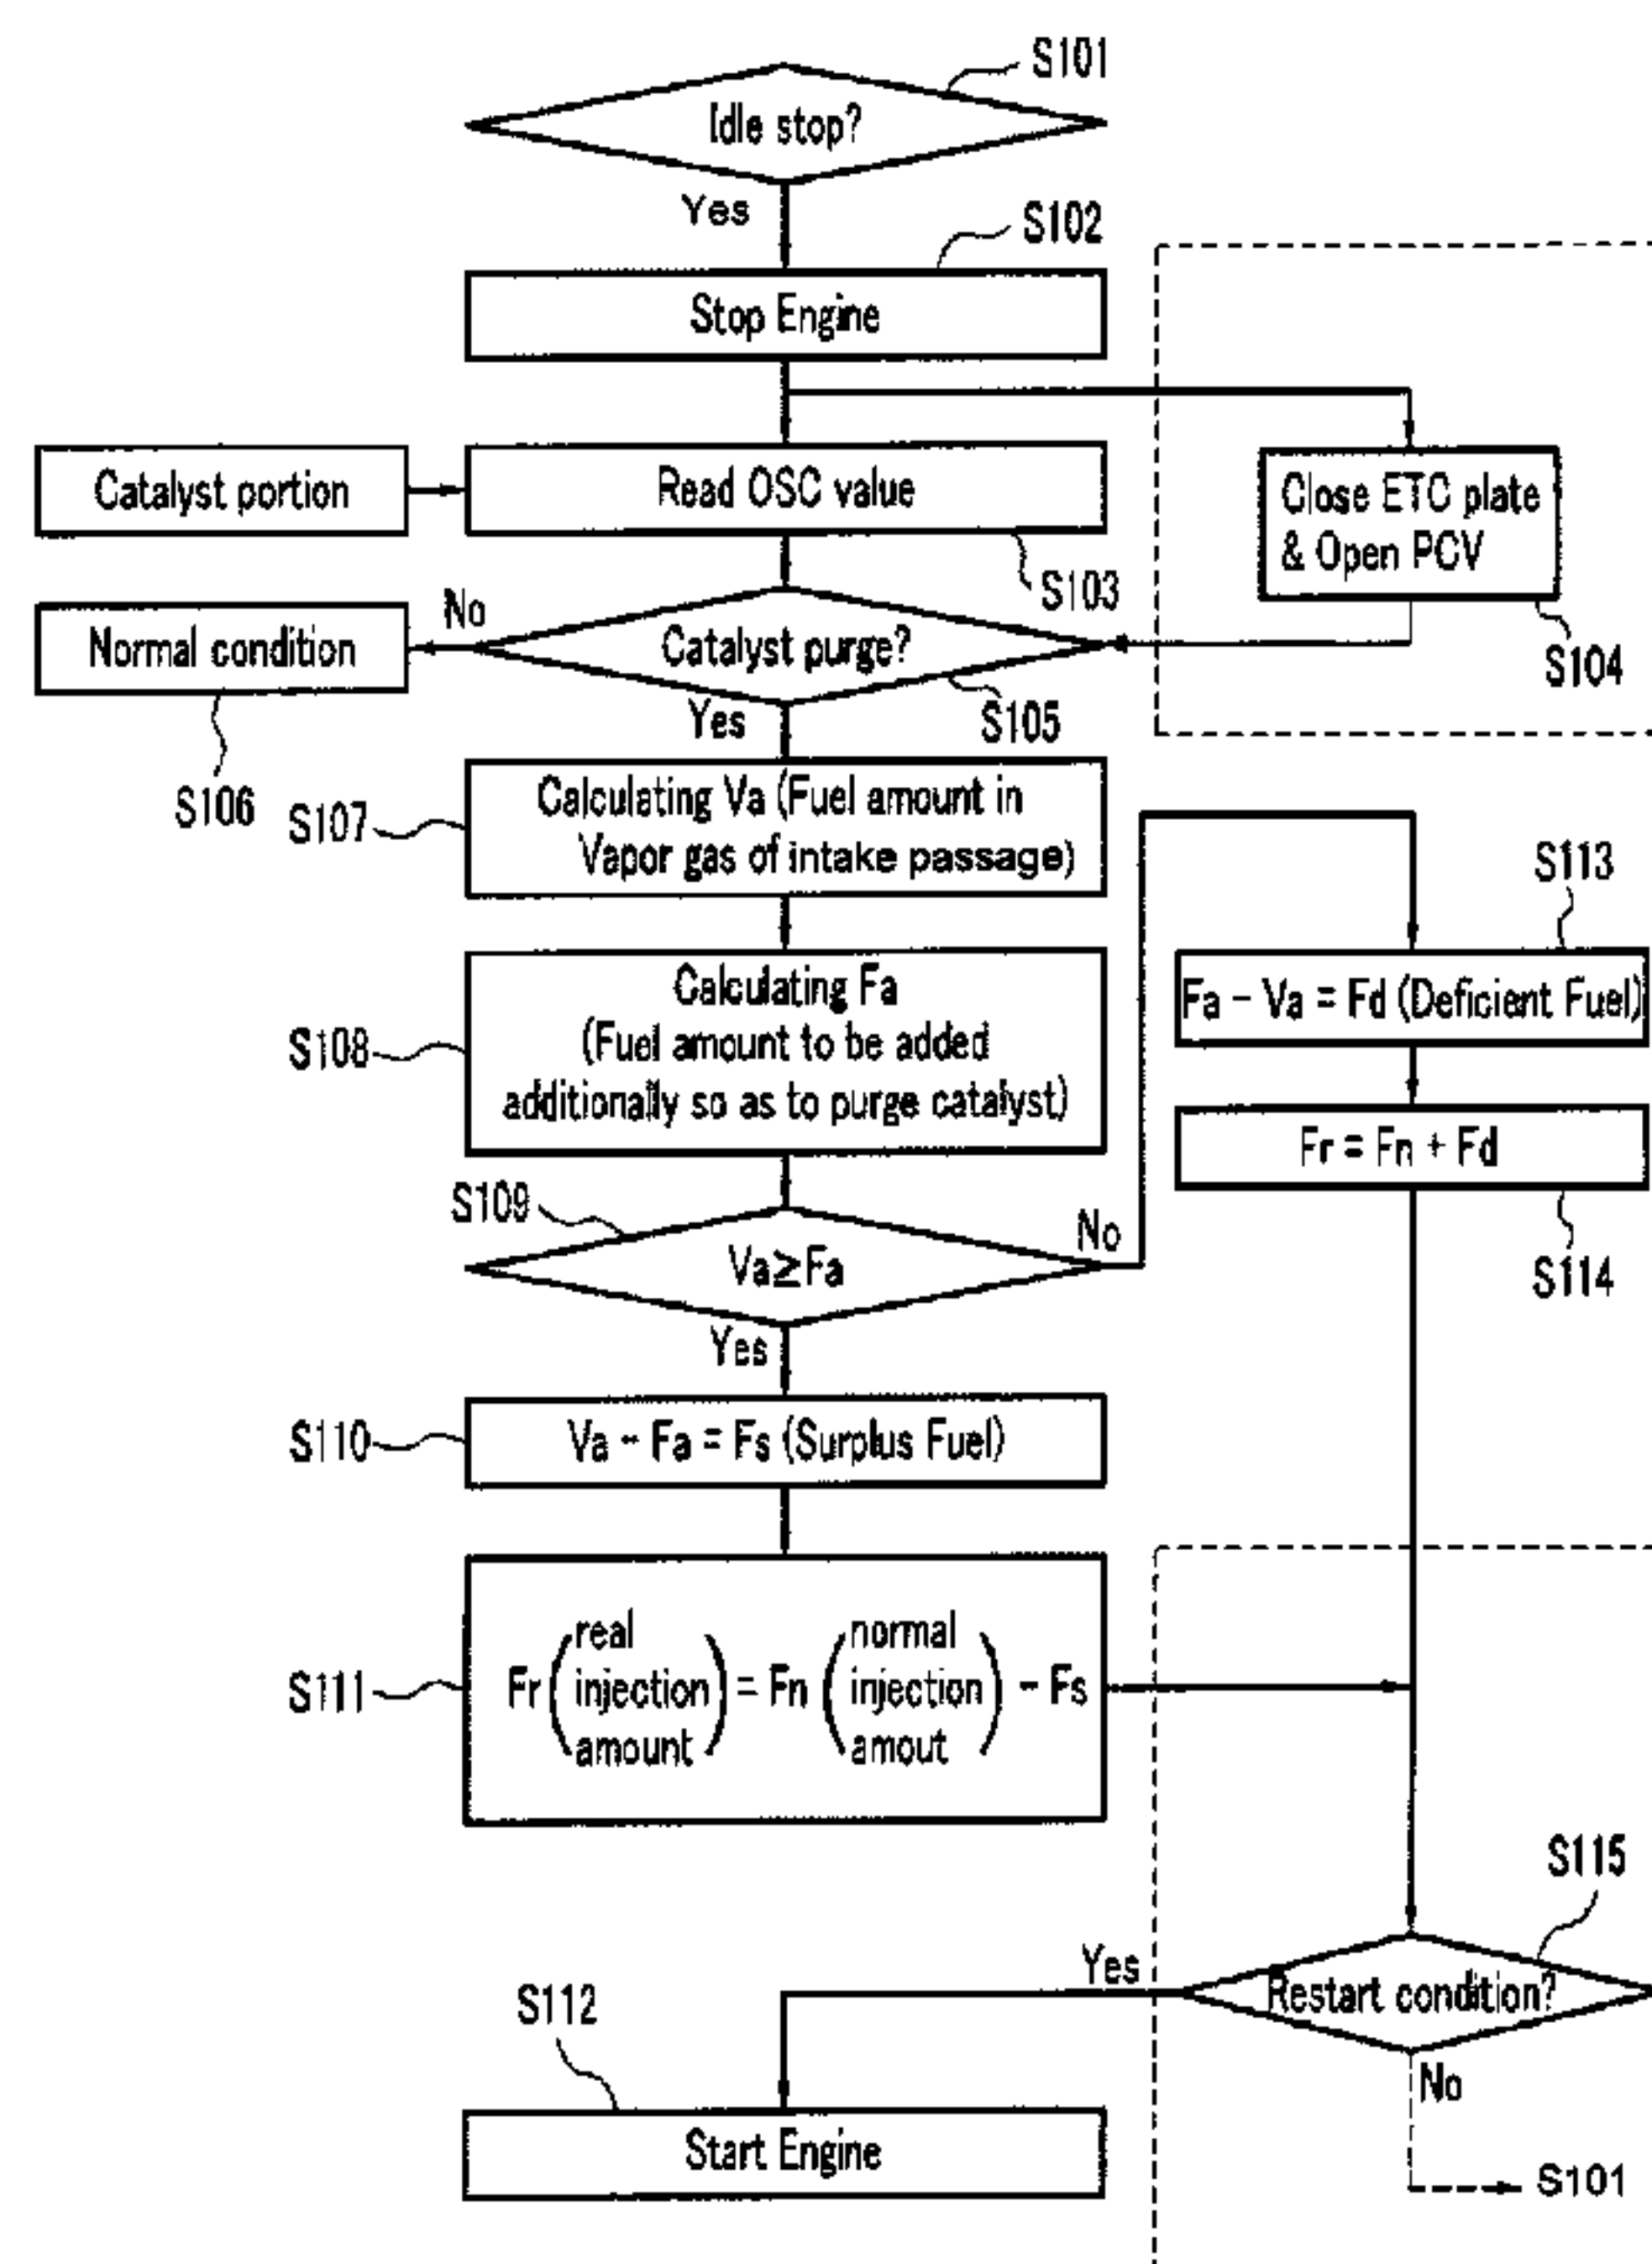 S101
Idle stop?
Yes
S102
Stop Engine
Catalyst portion
Read OSC value
Close ETC plate
& Open PCV
S103
S104
No
Normal condition
Catalyst purge?
S105
Yes
S106
S107
Calculating Va (Fuel amount in
Vapor gas of intake passage)
S113
Fa - Va = Fd (Deficient Fuel)
S108
Calculating Fa
(Fuel amount to be added
additionally so as to purge catalyst)
Fr = Fn + Fd
S114
S109
Va≥Fa
No
Yes
S110
Va - Fa = Fs (Surplus Fuel)
S111
Fr (real injection amount) = Fn (normal injection amout) - Fs
S115
Restart condition?
Yes
No
S112
Start Engine
S101